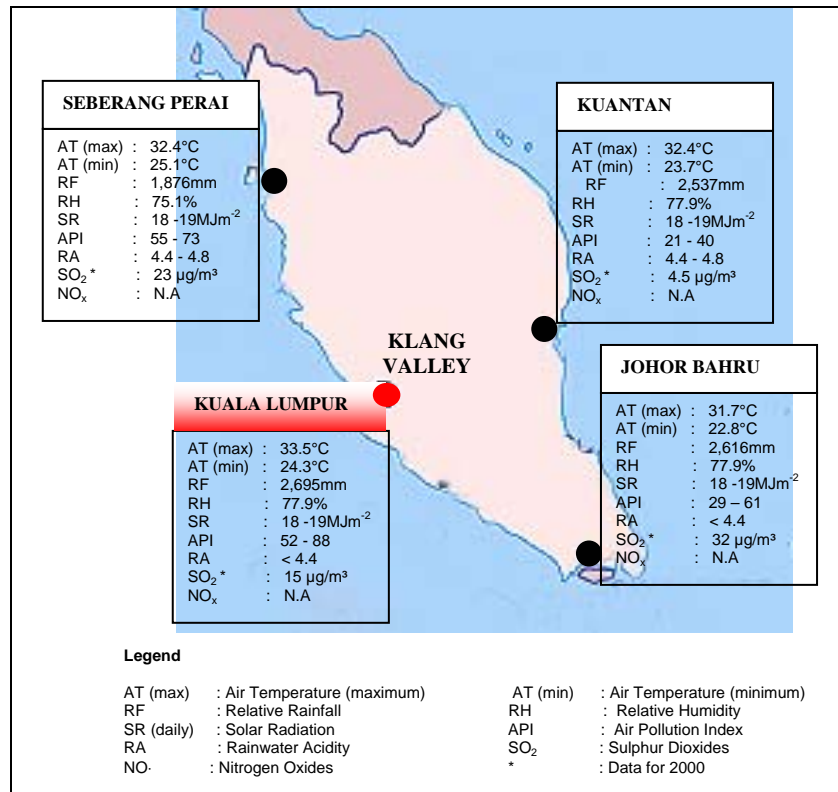 SEBERANG PERAI
AT (max) : 32.4°C
AT (min) : 25.1°C
RF : 1,876mm
RH : 75.1%
SR : 18 -19MJm⁻²
API : 55 - 73
RA : 4.4 - 4.8
SO₂ * : 23 µg/m³
NOₓ : N.A
KUANTAN
AT (max) : 32.4°C
AT (min) : 23.7°C
RF : 2,537mm
RH : 77.9%
SR : 18 -19MJm⁻²
API : 21 - 40
RA : 4.4 - 4.8
SO₂ * : 4.5 µg/m³
NOₓ : N.A
KLANG
VALLEY
KUALA LUMPUR
AT (max) : 33.5°C
AT (min) : 24.3°C
RF : 2,695mm
RH : 77.9%
SR : 18 -19MJm⁻²
API : 52 - 88
RA : < 4.4
SO₂ * : 15 µg/m³
NOₓ : N.A
JOHOR BAHRU
AT (max) : 31.7°C
AT (min) : 22.8°C
RF : 2,616mm
RH : 77.9%
SR : 18 -19MJm⁻²
API : 29 – 61
RA : < 4.4
SO₂ * : 32 µg/m³
NOₓ : N.A
Legend
AT (max) : Air Temperature (maximum)
RF : Relative Rainfall
SR (daily) : Solar Radiation
RA : Rainwater Acidity
NO· : Nitrogen Oxides
AT (min) : Air Temperature (minimum)
RH : Relative Humidity
API : Air Pollution Index
SO₂ : Sulphur Dioxides
* : Data for 2000